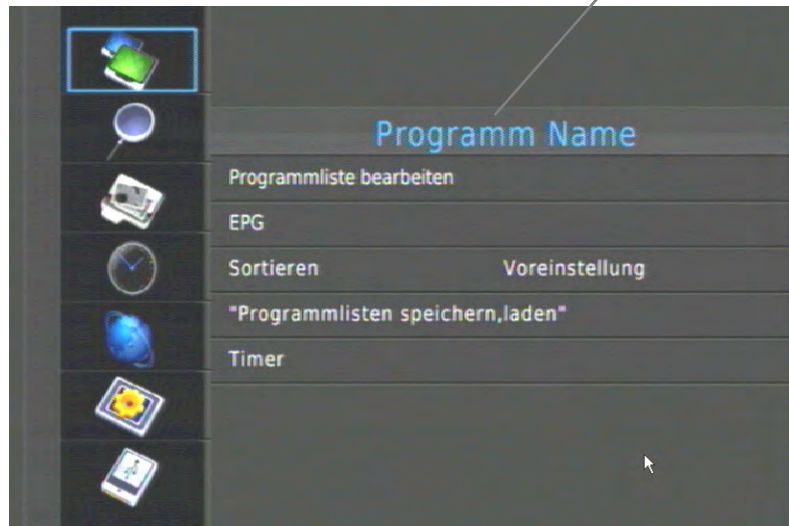 Programm Name
Programmliste bearbeiten
EPG
Sortieren Voreinstellung
"Programmlisten speichern,laden"
Timer